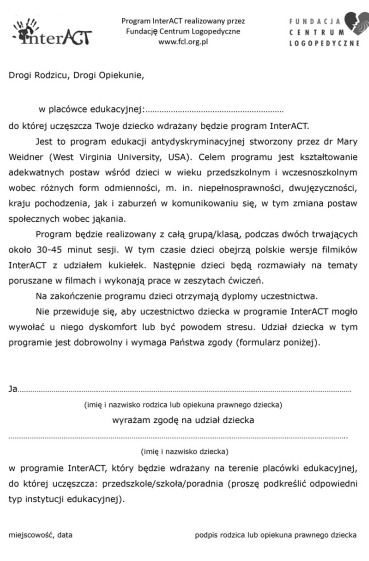 InterACT
Program InterACT realizowany przez
Fundację Centrum Logopedyczne
www.fcl.org.pl
FUNDACJA
CENTRUM
LOGOPEDYCZNE
Drogi Rodzicu, Drogi Opiekunie,
w placówce edukacyjnej:……………………………………………
do której uczęszcza Twoje dziecko wdrażany będzie program InterACT.
Jest to program edukacji antydyskryminacyjnej stworzony przez dr Mary
Weidner (West Virginia University, USA). Celem programu jest kształtowanie
adekwatnych postaw wśród dzieci w wieku przedszkolnym i wczesnoszkolnym
wobec różnych form odmienności, m. in. niepełnosprawności, dwujęzyczności,
kraju pochodzenia, jak i zaburzeń w komunikowaniu się, w tym zmiana postaw
społecznych wobec jąkania.
Program będzie realizowany z całą grupą/klasą, podczas dwóch trwających
około 30-45 minut sesji. W tym czasie dzieci obejrzą polskie wersje filmików
InterACT z udziałem kukiełek. Następnie dzieci będą rozmawiały na tematy
poruszane w filmach i wykonają prace w zeszytach ćwiczeń.
Na zakończenie programu dzieci otrzymają dyplomy uczestnictwa.
Nie przewiduje się, aby uczestnictwo dziecka w programie InterACT mogło
wywołać u niego dyskomfort lub być powodem stresu. Udział dziecka w tym
programie jest dobrowolny i wymaga Państwa zgody (formularz poniżej).
Ja……………………………………………………………………………………………………………
(imię i nazwisko rodzica lub opiekuna prawnego dziecka)
wyrażam zgodę na udział dziecka
………………………………………………………………………………………………………………..
(imię i nazwisko dziecka)
w programie InterACT, który będzie wdrażany na terenie placówki edukacyjnej,
do której uczęszcza: przedszkole/szkoła/poradnia (proszę podkreślić odpowiedni
typ instytucji edukacyjnej).
miejscowość, data podpis rodzica lub opiekuna prawnego dziecka